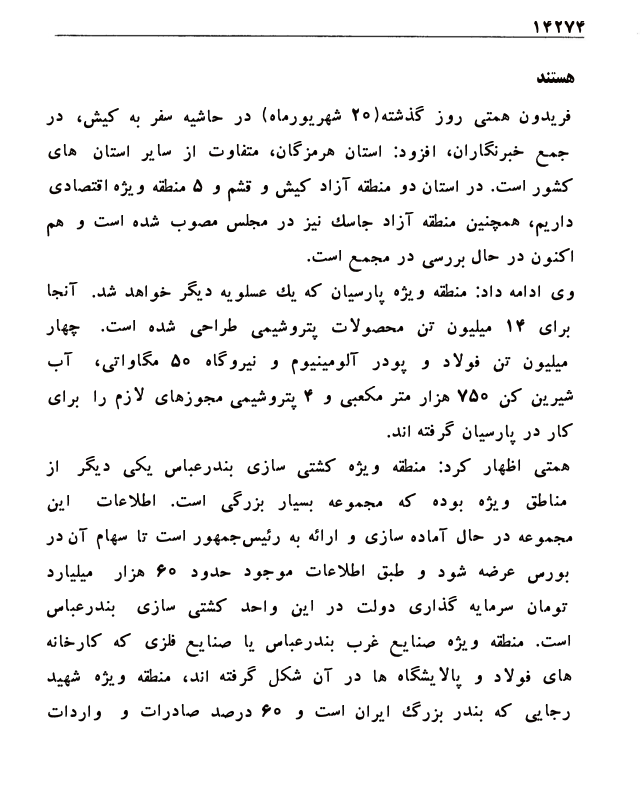 ۱۴۲۷۴
هستند
فریدون همتی روز گذشته(۲۰ شهریورماه) در حاشیه سفر به کیش، در
جمع خبرنگاران، افزود: استان هرمزگان، متفاوت از سایر استان های
کشور است. در استان دو منطقه آزاد کیش و قشم و ۵ منطقه ویژه اقتصادی
داریم، همچنین منطقه آزاد جاسك نیز در مجلس مصوب شده است و هم
اکنون در حال بررسی در مجمع است.
وی ادامه داد: منطقه ویژه پارسیان که یك عسلویه دیگر خواهد شد. آنجا
برای ۱۴ میلیون تن محصولات پتروشیمی طراحی شده است. چهار
میلیون تن فولاد و پودر آلومینیوم و نیروگاه ۵۰ مگاواتی، آب
شیرین کن ۷۵۰ هزار متر مکعبی و ۴ پتروشیمی مجوزهای لازم را برای
کار در پارسیان گرفته اند.
همتی اظهار کرد: منطقه ویژه کشتی سازی بندرعباس یکی دیگر از
مناطق ویژه بوده که مجموعه بسیار بزرگی است. اطلاعات این
مجموعه در حال آماده سازی و ارائه به رئیس‌جمهور است تا سهام آن در
بورس عرضه شود و طبق اطلاعات موجود حدود ۶۰ هزار میلیارد
تومان سرمایه گذاری دولت در این واحد کشتی سازی بندرعباس
است. منطقه ویژه صنایع غرب بندرعباس یا صنایع فلزی که کارخانه
های فولاد و پالایشگاه ها در آن شکل گرفته اند، منطقه ویژه شهید
رجایی که بندر بزرگ ایران است و ۶۰ درصد صادرات و واردات